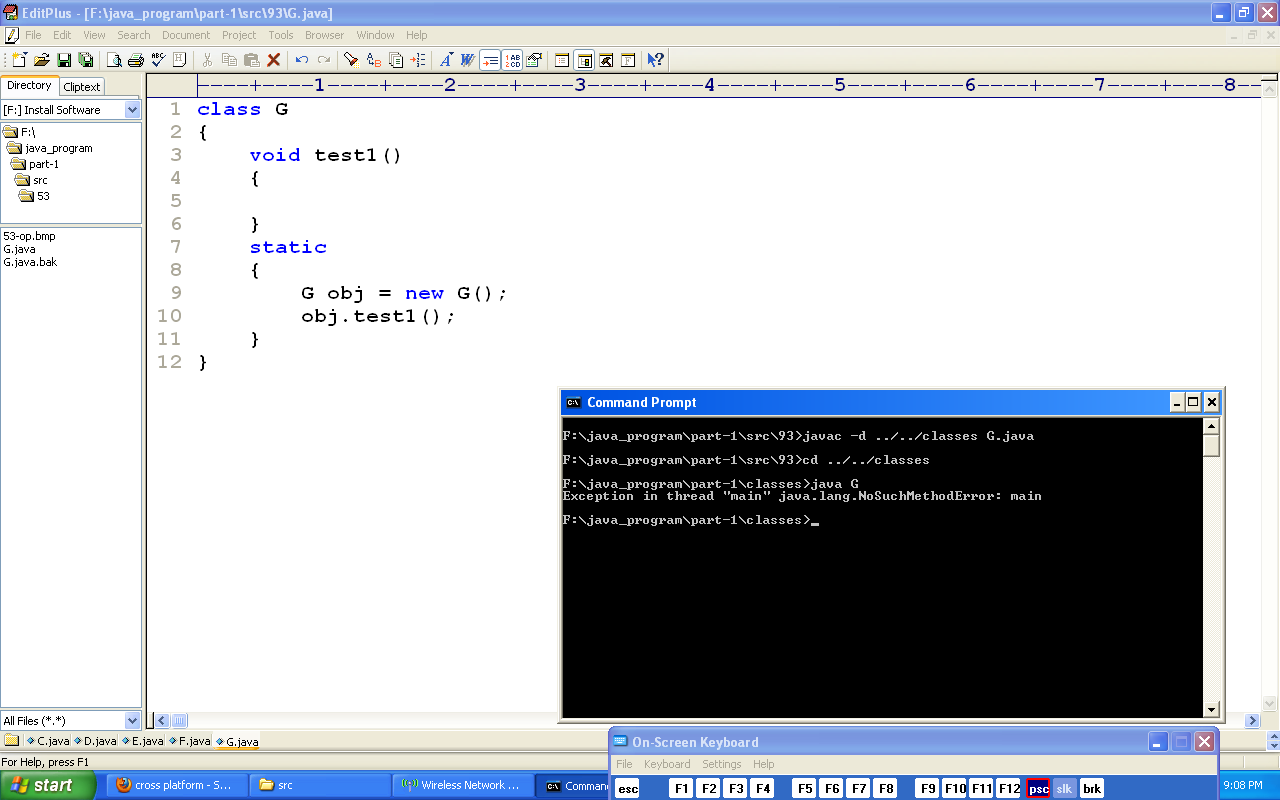 EditPlus - [F:\java_program\part-1\src\93\G.java]
File Edit View Search Document Project Tools Browser Window Help
Directory Cliptext
[F:] Install Software
F:\
java_program
part-1
src
53
53-op.bmp
G.java
G.java.bak
All Files (*.*)
----+----1----+----2----+----3----+----4----+----5----+----6----+----7----+----8--
1 class G
2 {
3 void test1()
4 {
5
6 }
7 static
8 {
9 G obj = new G();
10 obj.test1();
11 }
12 }
Command Prompt
F:\java_program\part-1\src\93>javac -d ../../classes G.java
F:\java_program\part-1\src\93>cd ../../classes
F:\java_program\part-1\classes>java G
Exception in thread "main" java.lang.NoSuchMethodError: main
F:\java_program\part-1\classes>_
C.java D.java E.java F.java G.java
For Help, press F1
On-Screen Keyboard
File Keyboard Settings Help
esc F1 F2 F3 F4 F5 F6 F7 F8 F9 F10 F11 F12 psc slk brk
start cross platform - S... src Wireless Network ... Comman 9:08 PM